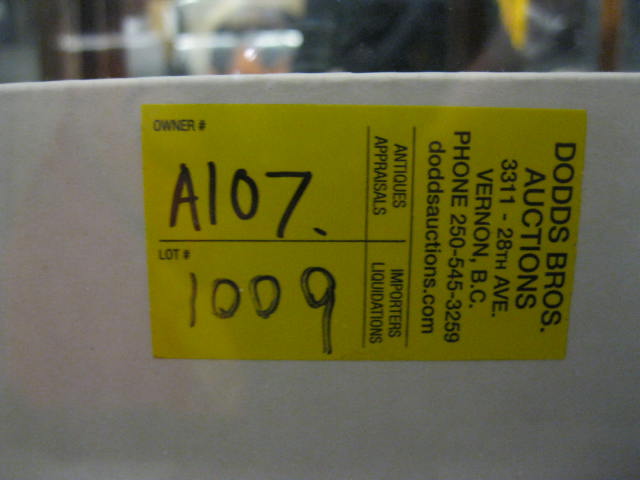 OWNER #
A107.
LOT #
1009
ANTIQUES
APPRAISALS
IMPORTERS
LIQUIDATIONS
DODDS BROS.
AUCTIONS
3311 - 28TH AVE.
VERNON, B.C.
PHONE 250-545-3259
doddsauctions.com